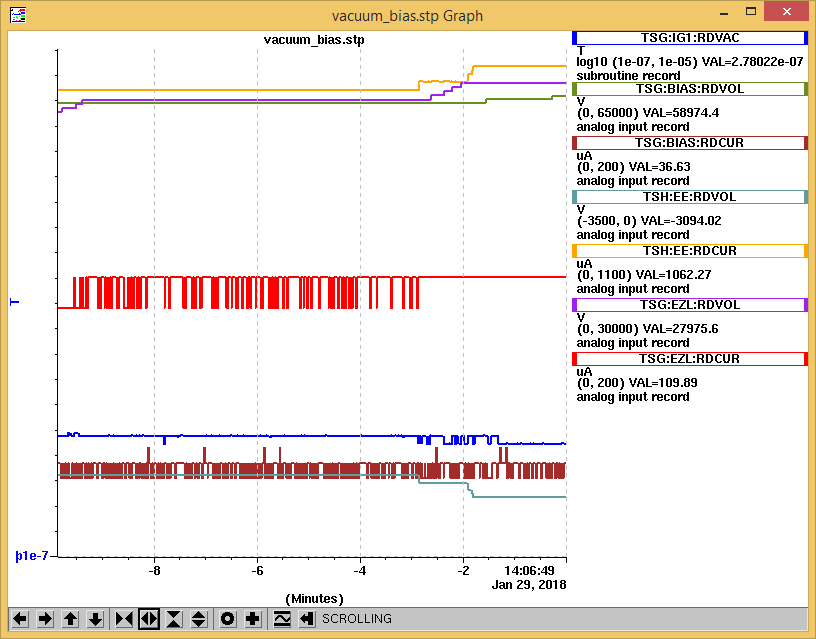 vacuum_bias.stp Graph
vacuum_bias.stp
TSG:IG1:RDVAC
T
log10 (1e-07, 1e-05) VAL=2.78022e-07
subroutine record
TSG:BIAS:RDVOL
V
(0, 65000) VAL=58974.4
analog input record
TSG:BIAS:RDCUR
uA
(0, 200) VAL=36.63
analog input record
TSH:EE:RDVOL
V
(-3500, 0) VAL=-3094.02
analog input record
TSH:EE:RDCUR
uA
(0, 1100) VAL=1062.27
analog input record
TSG:EZL:RDVOL
V
(0, 30000) VAL=27975.6
analog input record
TSG:EZL:RDCUR
uA
(0, 200) VAL=109.89
analog input record
T
1e-7
-8 -6 -4 -2 14:06:49
Jan 29, 2018
(Minutes)
SCROLLING